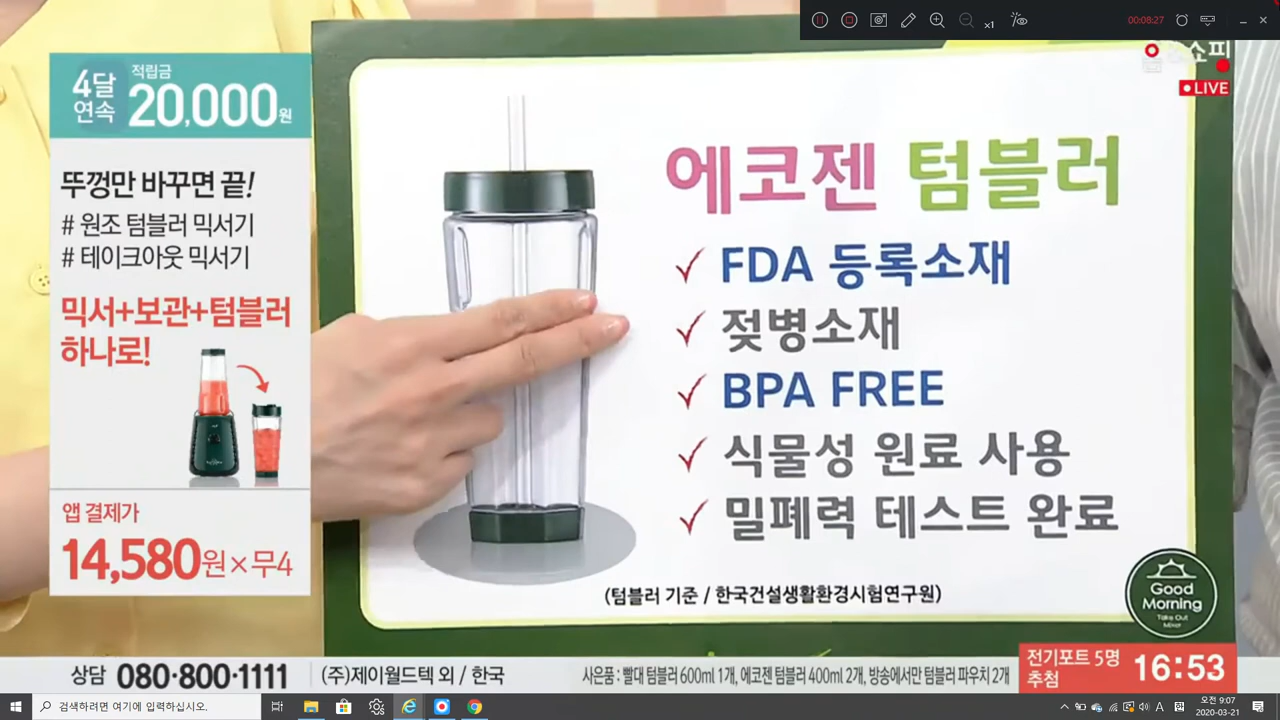 x1
00:08:27
쇼피
LIVE
4달
연속
적립금
20,000원
뚜껑만 바꾸면 끝!
# 원조 텀블러 믹서기
# 테이크아웃 믹서기
믹서+보관+텀블러
하나로!
앱 결제가
14,580원×무4
에코젠 텀블러
✓ FDA 등록소재
✓ 젖병소재
✓ BPA FREE
✓ 식물성 원료 사용
✓ 밀폐력 테스트 완료
(텀블러 기준 / 한국건설생활환경시험연구원)
Good
Morning
Take Out
Mixer
상담 080·800·1111
(주)제이월드텍 외 / 한국
사은품 : 빨대 텀블러 600ml 1개, 에코젠 텀블러 400ml 2개, 방송에서만 텀블러 파우치 2개
전기포트 5명
추첨
16:53
검색하려면 여기에 입력하십시오.
A
오전 9:07
2020-03-21